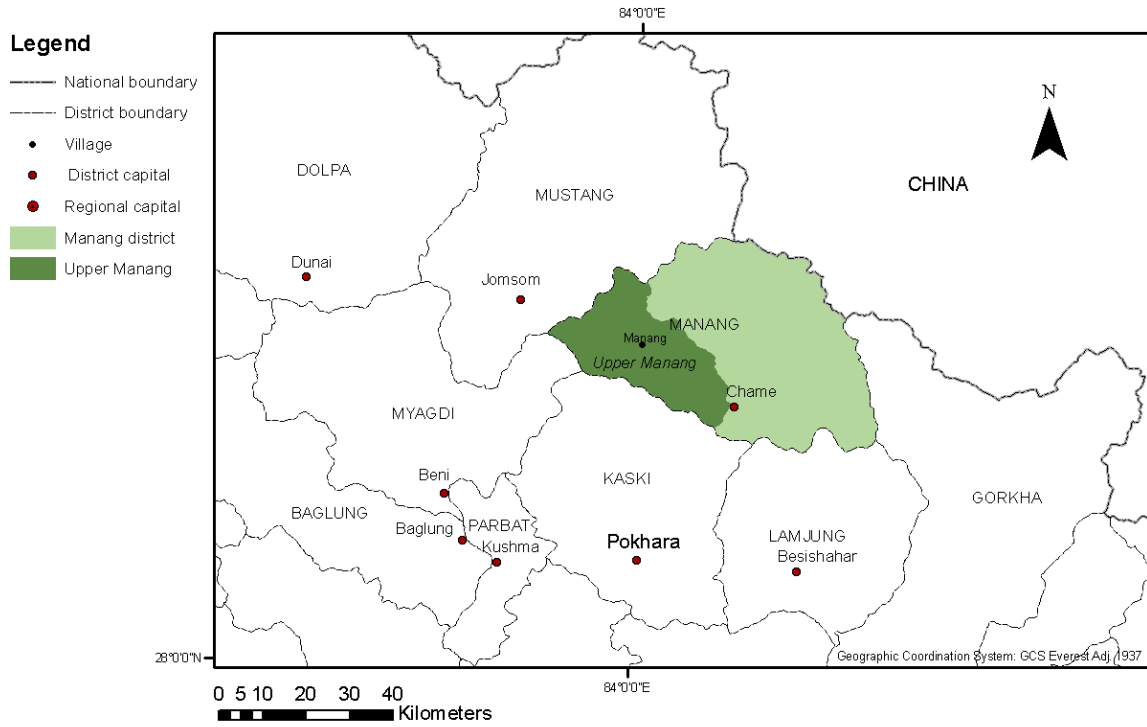 84°0'0"E
Legend
National boundary
District boundary
Village
District capital
Regional capital
Manang district
Upper Manang
N
CHINA
DOLPA
MUSTANG
Dunai
Jomsom
MANANG
Manang
Upper Manang
Chame
MYAGDI
Beni
KASKI
GORKHA
BAGLUNG
Baglung
PARBAT
Kushma
Pokhara
LAMJUNG
Besishahar
28°0'0"N
Geographic Coordination System: GCS Everest Adj. 1937
84°0'0"E
0 5 10 20 30 40
Kilometers